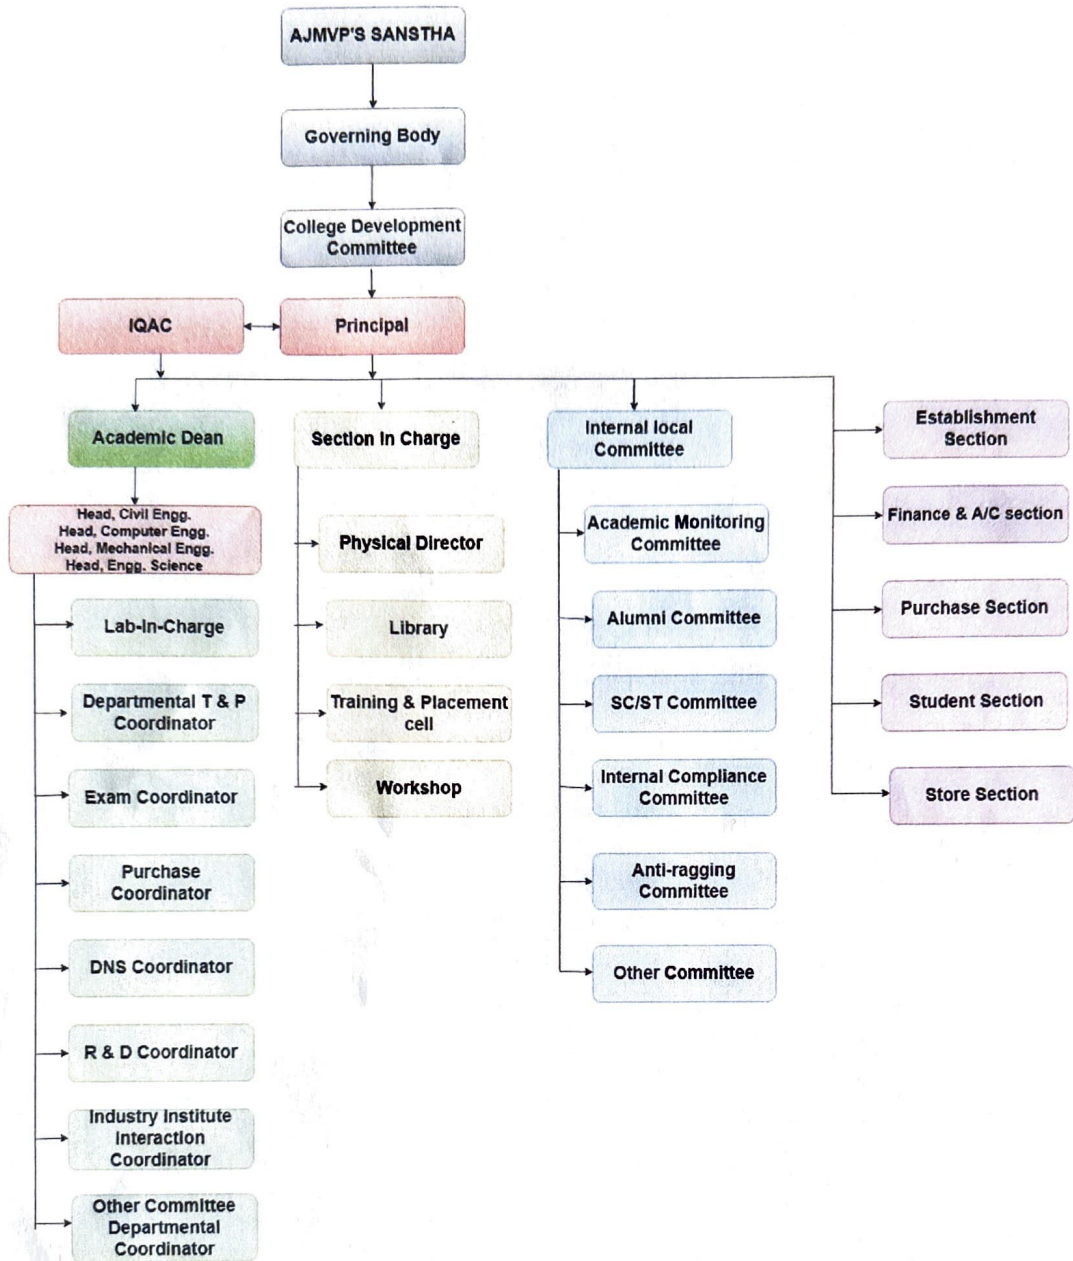 AJMVP'S SANSTHA
Governing Body
College Development
Committee
IQAC
Principal
Academic Dean
Head, Civil Engg.
Head, Computer Engg.
Head, Mechanical Engg.
Head, Engg. Science
Lab-In-Charge
Departmental T & P
Coordinator
Exam Coordinator
Purchase
Coordinator
DNS Coordinator
R & D Coordinator
Industry Institute
Interaction
Coordinator
Other Committee
Departmental
Coordinator
Section In Charge
Physical Director
Library
Training & Placement
cell
Workshop
Internal local
Committee
Academic Monitoring
Committee
Alumni Committee
SC/ST Committee
Internal Compliance
Committee
Anti-ragging
Committee
Other Committee
Establishment
Section
Finance & A/C section
Purchase Section
Student Section
Store Section